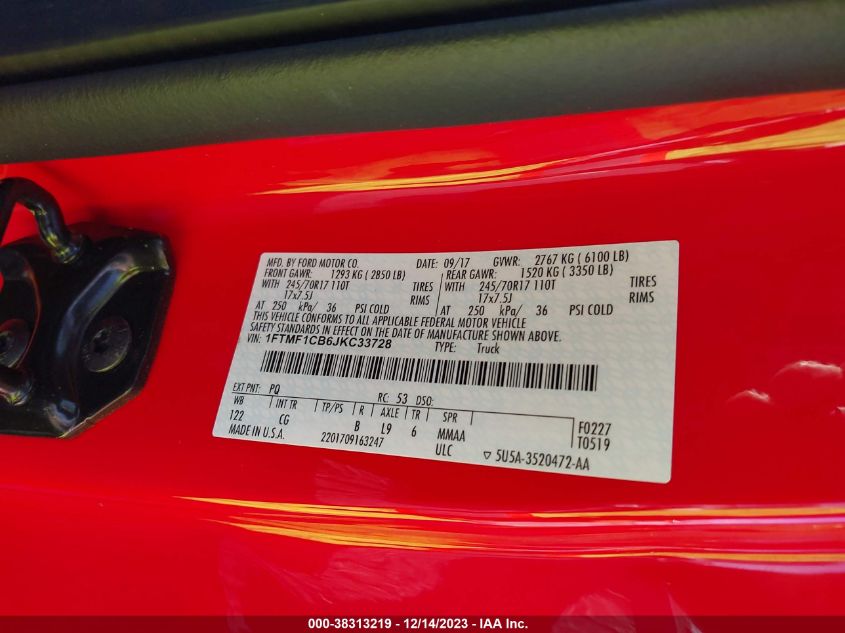 MFD. BY FORD MOTOR CO. DATE: 09/17 GVWR: 2767 KG ( 6100 LB)
FRONT GAWR: 1293 KG ( 2850 LB) REAR GAWR: 1520 KG ( 3350 LB)
WITH 245/70R17 110T TIRES WITH 245/70R17 110T TIRES
17x7.5J RIMS 17x7.5J RIMS
AT 250 kPa/ 36 PSI COLD AT 250 kPa/ 36 PSI COLD
THIS VEHICLE CONFORMS TO ALL APPLICABLE FEDERAL MOTOR VEHICLE
SAFETY STANDARDS IN EFFECT ON THE DATE OF MANUFACTURE SHOWN ABOVE.
VIN: 1FTMF1CB6JKC33728 TYPE: Truck
EXT PNT: PQ RC: 53 DSO:
WB INT TR TP/PS R AXLE TR SPR
122 CG B L9 6 MMAA F0227
MADE IN U.S.A. 2201709163247 ULC T0519
▽ 5U5A-3520472-AA
000-38313219 - 12/14/2023 - IAA Inc.